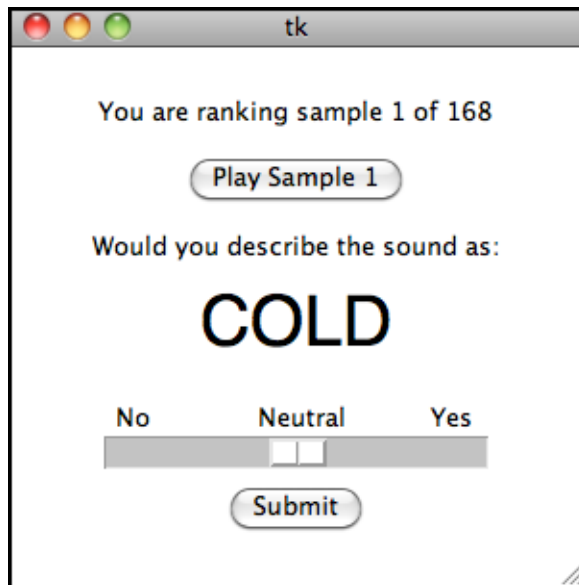 tk
You are ranking sample 1 of 168
Play Sample 1
Would you describe the sound as:
COLD
No Neutral Yes
Submit